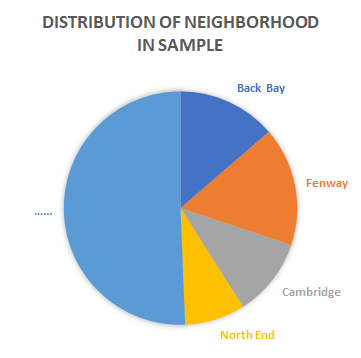 DISTRIBUTION OF NEIGHBORHOOD
IN SAMPLE
Back Bay
Fenway
......
Cambridge
North End